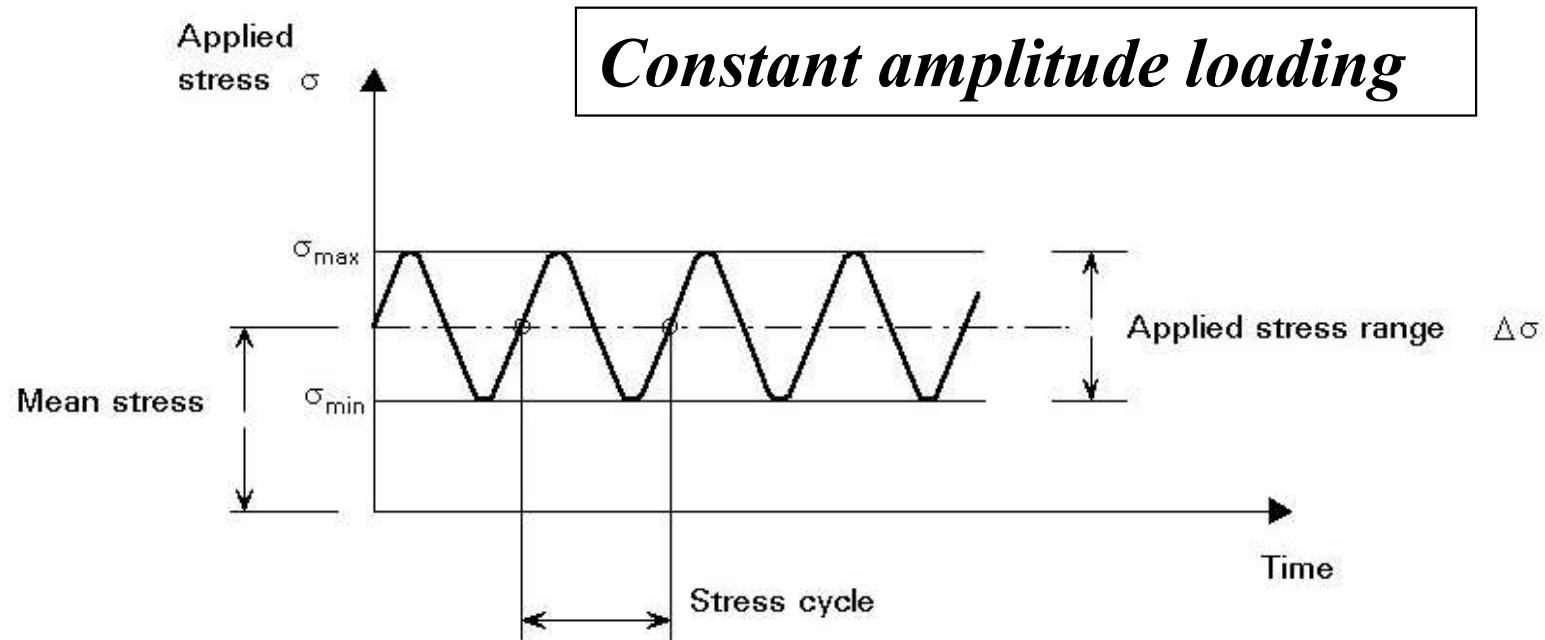 Constant amplitude loading
Applied
stress σ
σmax
Applied stress range Δσ
Mean stress
σmin
Time
Stress cycle